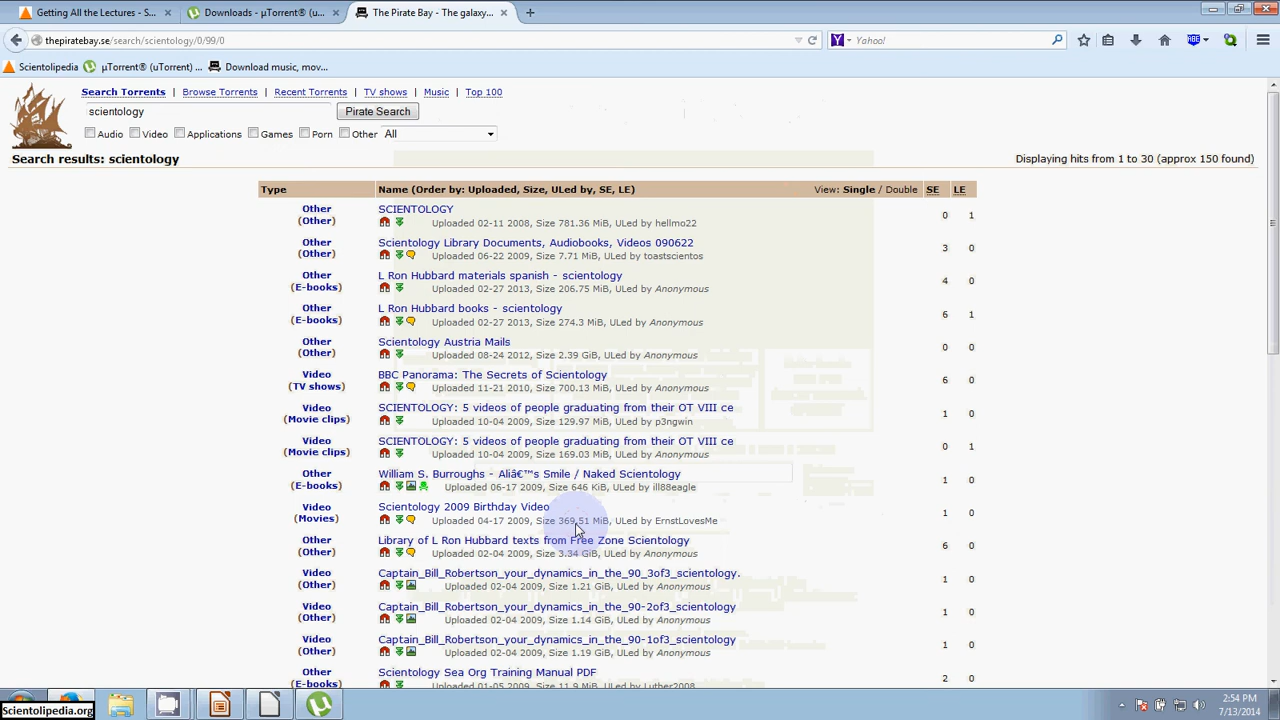 Getting All the Lectures - S...
Downloads - µTorrent® (u...
The Pirate Bay - The galaxy...
thepiratebay.se/search/scientology/0/99/0
Yahoo!
ABE
Scientolipedia
µTorrent® (uTorrent) ...
Download music, mov...
Search Torrents | Browse Torrents | Recent Torrents | TV shows | Music | Top 100
scientology
Pirate Search
Audio Video Applications Games Porn Other All
Search results: scientology
Displaying hits from 1 to 30 (approx 150 found)
Type Name (Order by: Uploaded, Size, ULed by, SE, LE) View: Single / Double SE LE
Other SCIENTOLOGY
(Other) Uploaded 02-11 2008, Size 781.36 MiB, ULed by hellmo22 0 1
Other Scientology Library Documents, Audiobooks, Videos 090622
(Other) Uploaded 06-22 2009, Size 7.71 MiB, ULed by toastscientos 3 0
Other L Ron Hubbard materials spanish - scientology
(E-books) Uploaded 02-27 2013, Size 206.75 MiB, ULed by Anonymous 4 0
Other L Ron Hubbard books - scientology
(E-books) Uploaded 02-27 2013, Size 274.3 MiB, ULed by Anonymous 6 1
Other Scientology Austria Mails
(Other) Uploaded 08-24 2012, Size 2.39 GiB, ULed by Anonymous 0 0
Video BBC Panorama: The Secrets of Scientology
(TV shows) Uploaded 11-21 2010, Size 700.13 MiB, ULed by Anonymous 6 0
Video SCIENTOLOGY: 5 videos of people graduating from their OT VIII ce
(Movie clips) Uploaded 10-04 2009, Size 129.97 MiB, ULed by p3ngwin 1 0
Video SCIENTOLOGY: 5 videos of people graduating from their OT VIII ce
(Movie clips) Uploaded 10-04 2009, Size 169.03 MiB, ULed by Anonymous 0 1
Other William S. Burroughs - Aliâ€™s Smile / Naked Scientology
(E-books) Uploaded 06-17 2009, Size 646 KiB, ULed by ill88eagle 1 0
Video Scientology 2009 Birthday Video
(Movies) Uploaded 04-17 2009, Size 369.51 MiB, ULed by ErnstLovesMe 1 0
Other Library of L Ron Hubbard texts from Free Zone Scientology
(Other) Uploaded 02-04 2009, Size 3.34 GiB, ULed by Anonymous 6 0
Video Captain_Bill_Robertson_your_dynamics_in_the_90_3of3_scientology.
(Other) Uploaded 02-04 2009, Size 1.21 GiB, ULed by Anonymous 1 0
Video Captain_Bill_Robertson_your_dynamics_in_the_90-2of3_scientology
(Other) Uploaded 02-04 2009, Size 1.14 GiB, ULed by Anonymous 1 0
Video Captain_Bill_Robertson_your_dynamics_in_the_90-1of3_scientology
(Other) Uploaded 02-04 2009, Size 1.19 GiB, ULed by Anonymous 1 0
Other Scientology Sea Org Training Manual PDF
(E-books) Uploaded 01-05 2009, Size 11.9 MiB, ULed by Luther2008 2 0
Scientolipedia.org
2:54 PM
7/13/2014